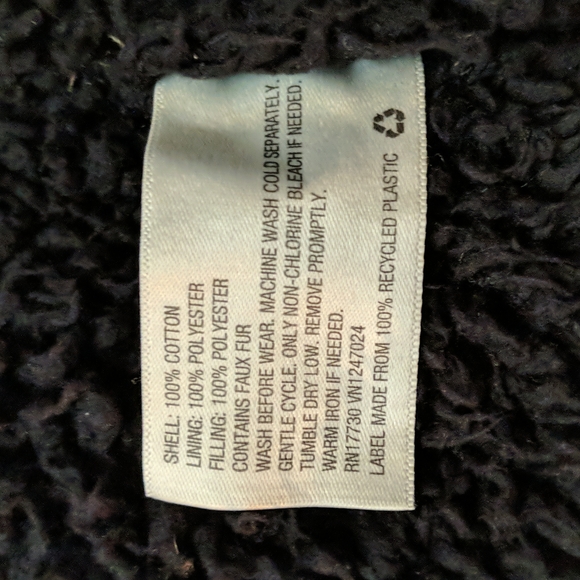 SHELL: 100% COTTON
LINING: 100% POLYESTER
FILLING: 100% POLYESTER
CONTAINS FAUX FUR
WASH BEFORE WEAR. MACHINE WASH COLD SEPARATELY.
GENTLE CYCLE. ONLY NON-CHLORINE BLEACH IF NEEDED.
TUMBLE DRY LOW. REMOVE PROMPTLY.
WARM IRON IF NEEDED.
RN17730 VN1247024
LABEL MADE FROM 100% RECYCLED PLASTIC